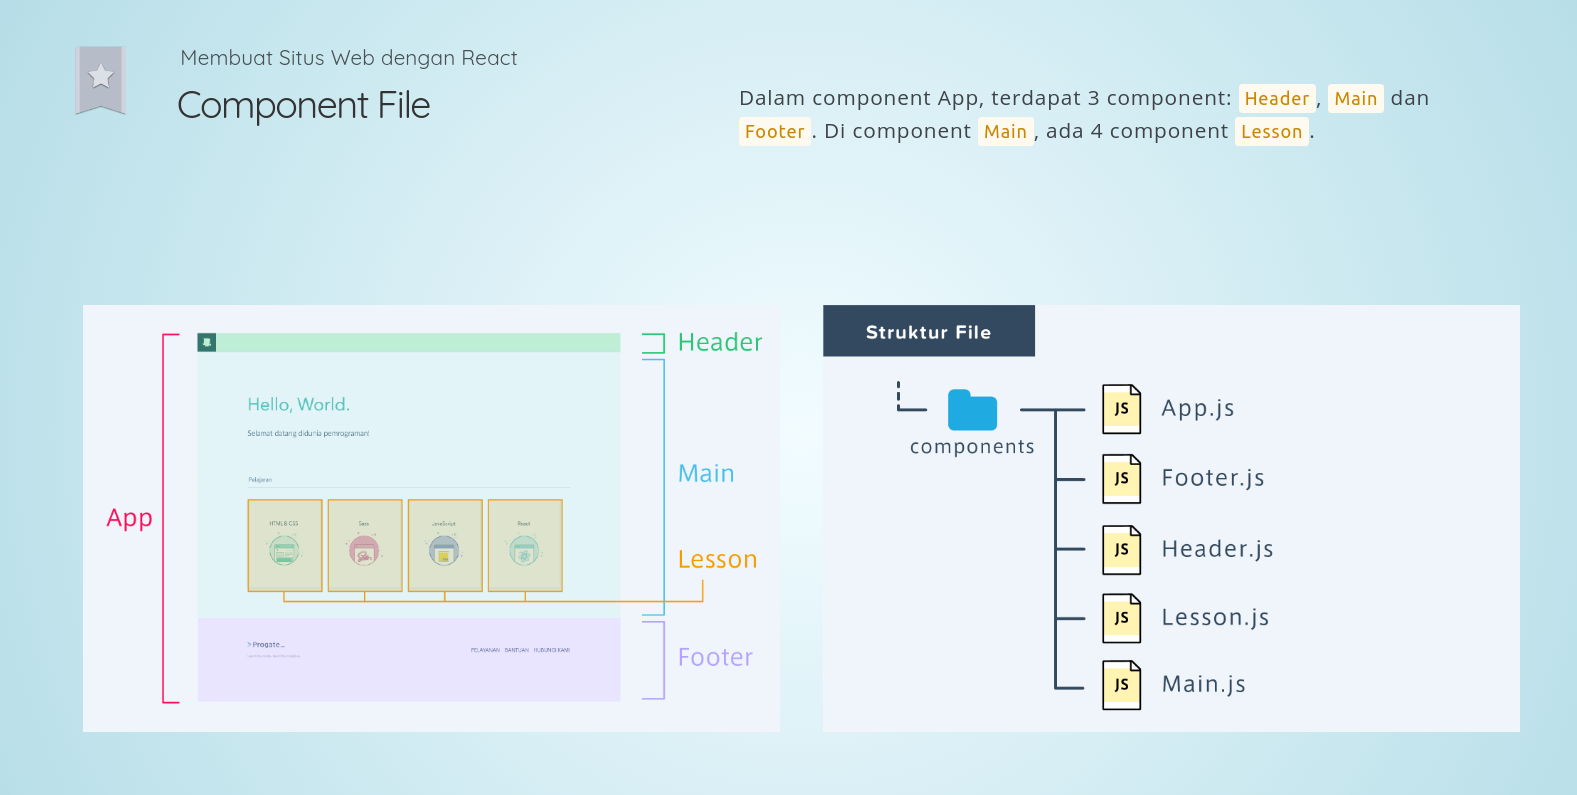 Membuat Situs Web dengan React
Component File
Dalam component App, terdapat 3 component: Header, Main dan
Footer. Di component Main, ada 4 component Lesson.
App
Hello, World.
Selamat datang didunia pemrograman!
Pelajaran
HTML & CSS
Sass
JavaScript
React
Progate_
PELAYANAN BANTUAN HUBUNGI KAMI
Header
Main
Lesson
Footer
Struktur File
components
JS App.js
JS Footer.js
JS Header.js
JS Lesson.js
JS Main.js